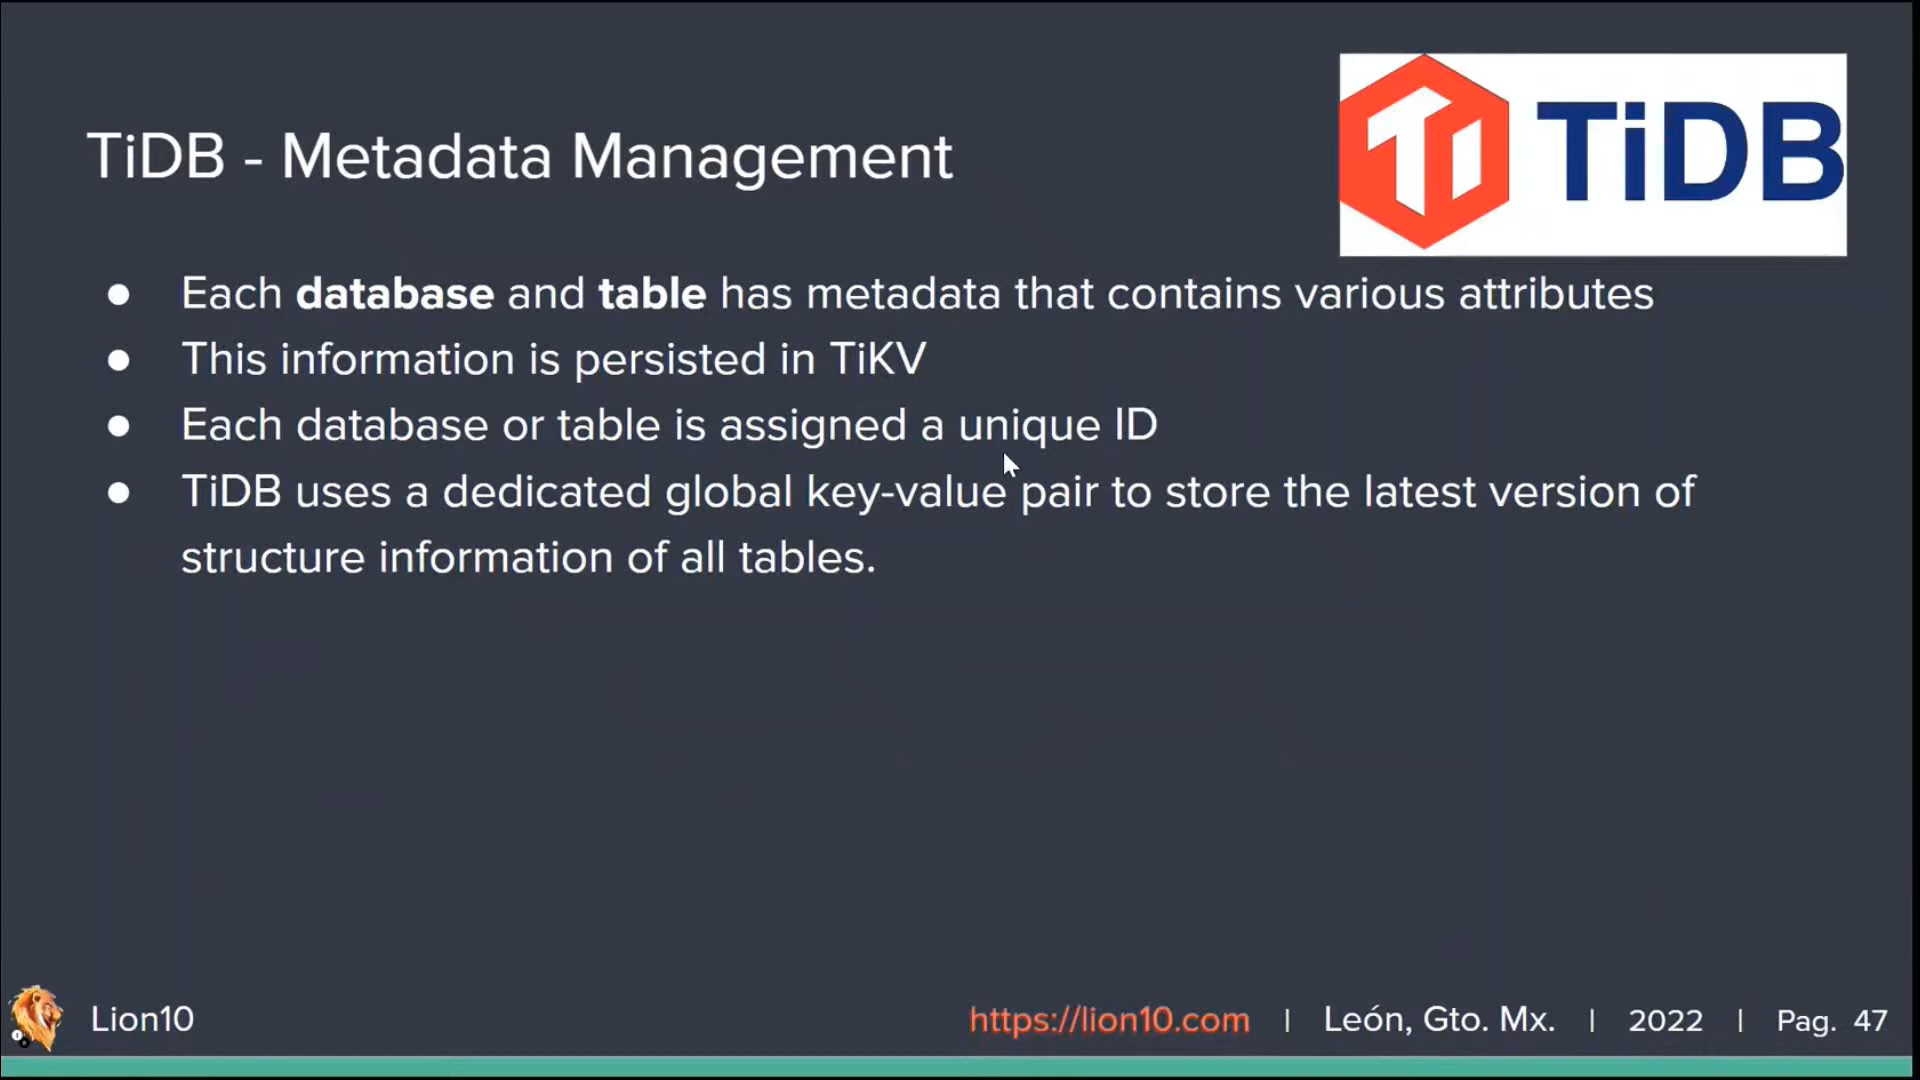 TiDB - Metadata Management
TiDB
● Each database and table has metadata that contains various attributes
● This information is persisted in TiKV
● Each database or table is assigned a unique ID
● TiDB uses a dedicated global key-value pair to store the latest version of
structure information of all tables.
Lion10
https://lion10.com | León, Gto. Mx. | 2022 | Pag. 47